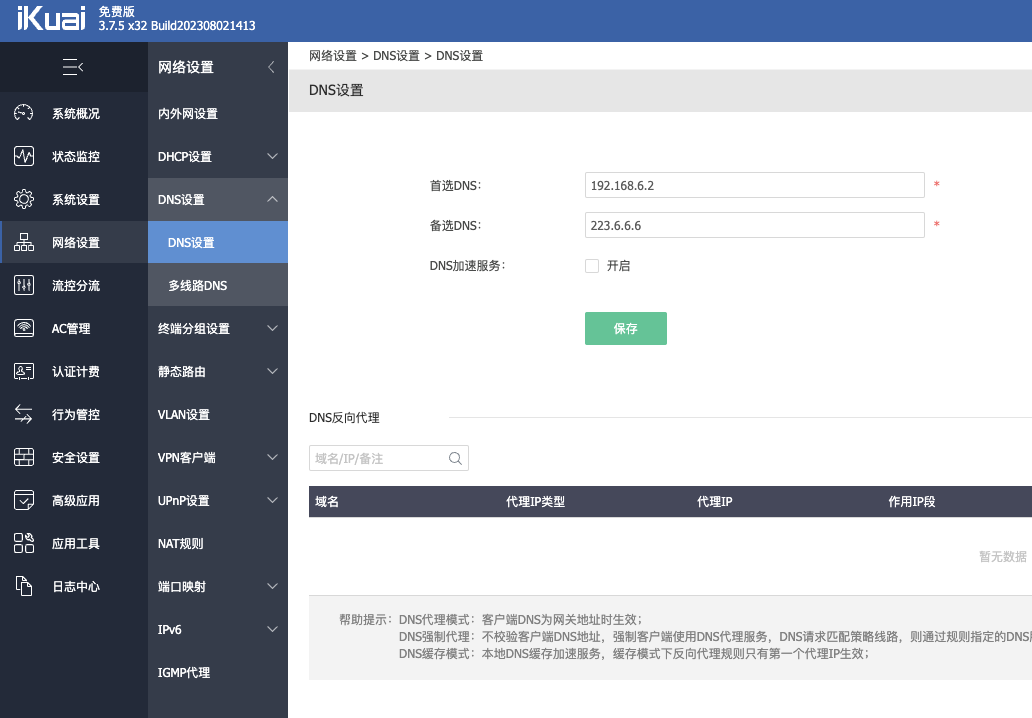 iKuai 免费版
3.7.5 x32 Build202308021413
系统概况
状态监控
系统设置
网络设置
流控分流
AC管理
认证计费
行为管控
安全设置
高级应用
应用工具
日志中心
网络设置
内外网设置
DHCP设置
DNS设置
DNS设置
多线路DNS
终端分组设置
静态路由
VLAN设置
VPN客户端
UPnP设置
NAT规则
端口映射
IPv6
IGMP代理
网络设置 > DNS设置 > DNS设置
DNS设置
首选DNS: 192.168.6.2 *
备选DNS: 223.6.6.6 *
DNS加速服务: 开启
保存
DNS反向代理
域名/IP/备注
域名 代理IP类型 代理IP 作用IP段
暂无数据
帮助提示: DNS代理模式: 客户端DNS为网关地址时生效;
DNS强制代理: 不校验客户端DNS地址, 强制客户端使用DNS代理服务, DNS请求匹配策略线路, 则通过规则指定的DNS
DNS缓存模式: 本地DNS缓存加速服务, 缓存模式下反向代理规则只有第一个代理IP生效;